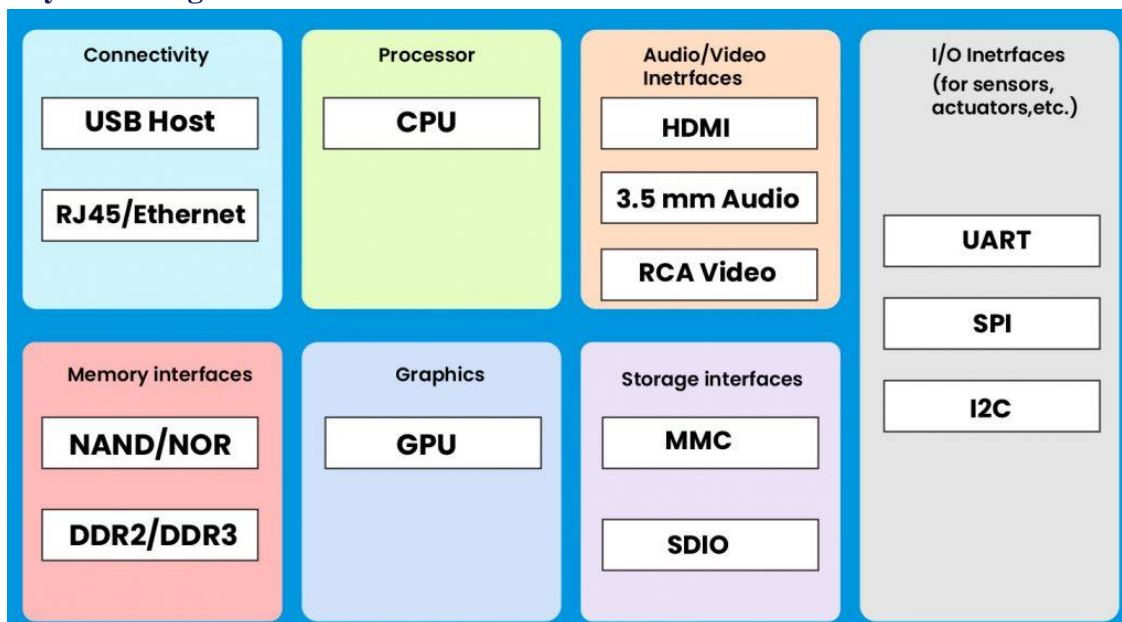 Connectivity
USB Host
RJ45/Ethernet
Processor
CPU
Audio/Video
Inetrfaces
HDMI
3.5 mm Audio
RCA Video
I/O Inetrfaces
(for sensors,
actuators,etc.)
UART
SPI
I2C
Memory interfaces
NAND/NOR
DDR2/DDR3
Graphics
GPU
Storage interfaces
MMC
SDIO